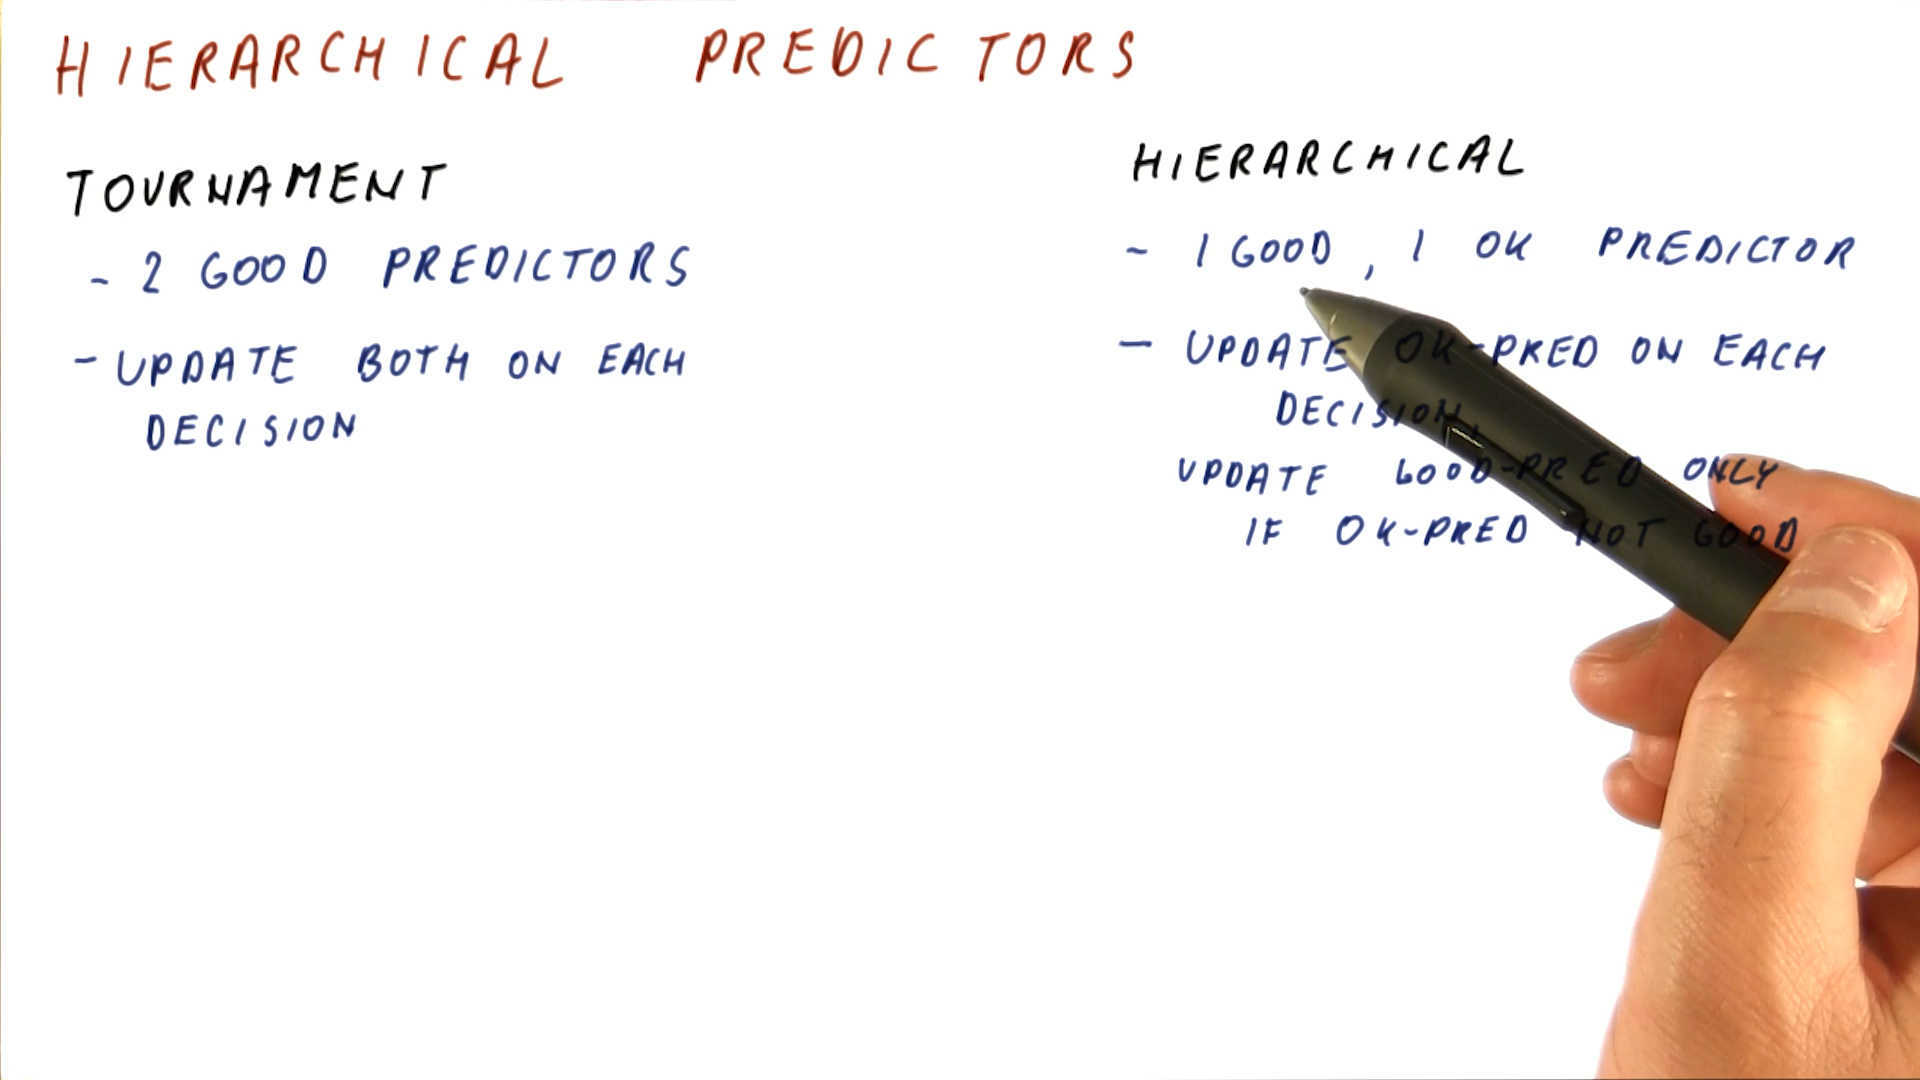 HIERARCHICAL PREDICTORS
TOURNAMENT
- 2 GOOD PREDICTORS
- UPDATE BOTH ON EACH
DECISION
HIERARCHICAL
- 1 GOOD, 1 OK PREDICTOR
- UPDATE OK-PRED ON EACH
DECISION,
UPDATE GOOD-PRED ONLY
IF OK-PRED NOT GOOD